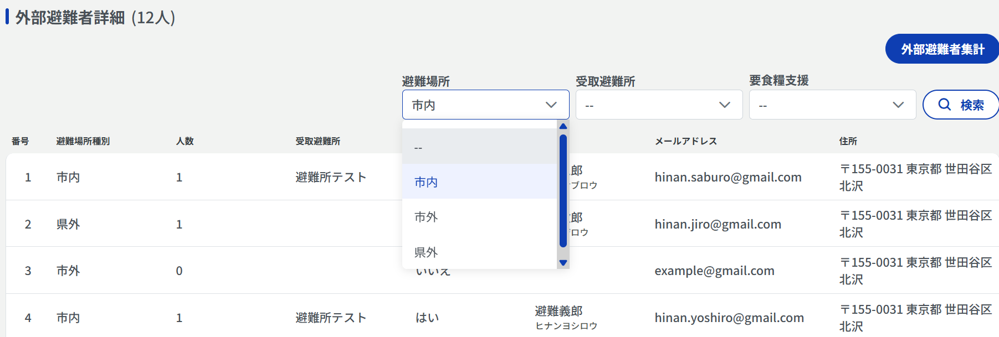 外部避難者詳細 (12人)
外部避難者集計
避難場所 受取避難所 要食糧支援
市内 -- -- 検索
番号 避難場所種別 人数 受取避難所 メールアドレス 住所
--
市内
市外
県外
1 市内 1 避難所テスト 郎 ブロウ hinan.saburo@gmail.com 〒155-0031 東京都 世田谷区 北沢
2 県外 1 郎 ロウ hinan.jiro@gmail.com 〒155-0031 東京都 世田谷区 北沢
3 市外 0 いいえ example@gmail.com 〒155-0031 東京都 世田谷区 北沢
4 市内 1 避難所テスト はい 避難義郎 ヒナンヨシロウ hinan.yoshiro@gmail.com 〒155-0031 東京都 世田谷区 北沢